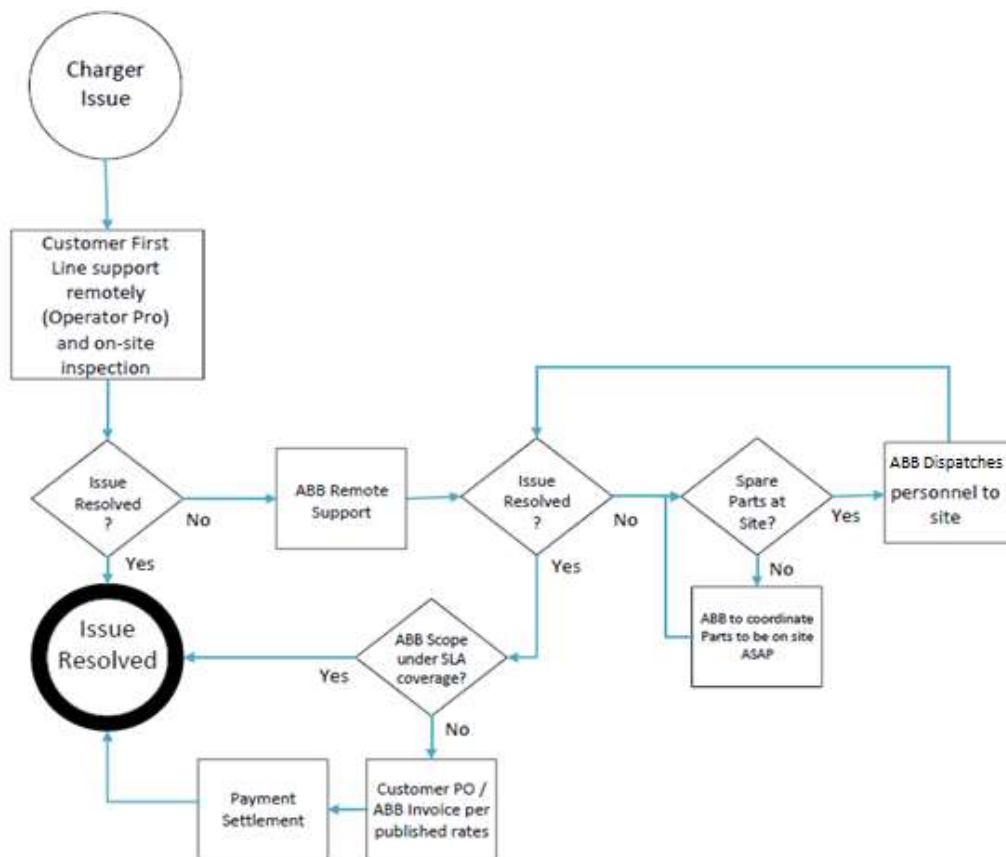 Charger
Issue
Customer First
Line support
remotely
(Operator Pro)
and on-site
inspection
Issue
Resolved
?
No
Yes
ABB Remote
Support
Issue
Resolved
?
No
Yes
Spare
Parts at
Site?
Yes
No
ABB Dispatches
personnel to
site
ABB to coordinate
Parts to be on site
ASAP
ABB Scope
under SLA
coverage?
Yes
No
Issue
Resolved
Customer PO /
ABB Invoice per
published rates
Payment
Settlement